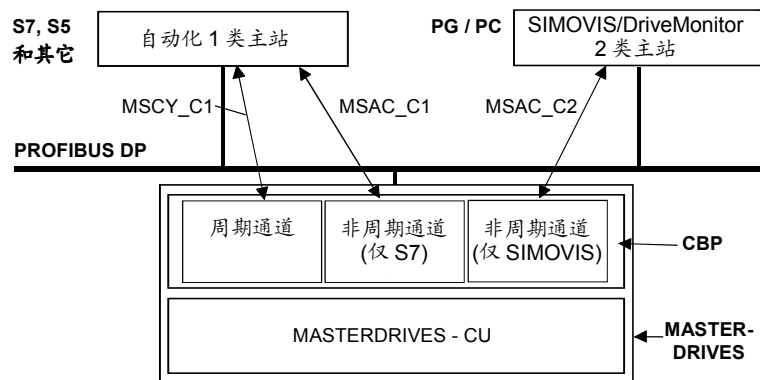 S7, S5
和其它
自动化 1 类主站
PG / PC
SIMOVIS/DriveMonitor
2 类主站
MSCY_C1
MSAC_C1
MSAC_C2
PROFIBUS DP
周期通道
非周期通道
(仅 S7)
非周期通道
(仅 SIMOVIS)
CBP
MASTERDRIVES - CU
MASTER-
DRIVES